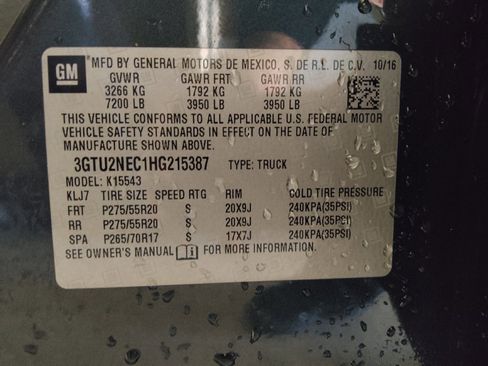 GM
MFD BY GENERAL MOTORS DE MEXICO, S. DE R.L. DE C.V. 10/16
GVWR GAWR FRT GAWR RR
3266 KG 1792 KG 1792 KG
7200 LB 3950 LB 3950 LB
THIS VEHICLE CONFORMS TO ALL APPLICABLE U.S. FEDERAL MOTOR
VEHICLE SAFETY STANDARDS IN EFFECT ON THE DATE OF
MANUFACTURE SHOWN ABOVE.
3GTU2NEC1HG215387 TYPE: TRUCK
MODEL: K15543
KLJ7 TIRE SIZE SPEED RTG RIM COLD TIRE PRESSURE
FRT P275/55R20 S 20X9J 240KPA(35PSI)
RR P275/55R20 S 20X9J 240KPA(35PSI)
SPA P265/70R17 S 17X7J 240KPA(35PSI)
SEE OWNER'S MANUAL FOR MORE INFORMATION.